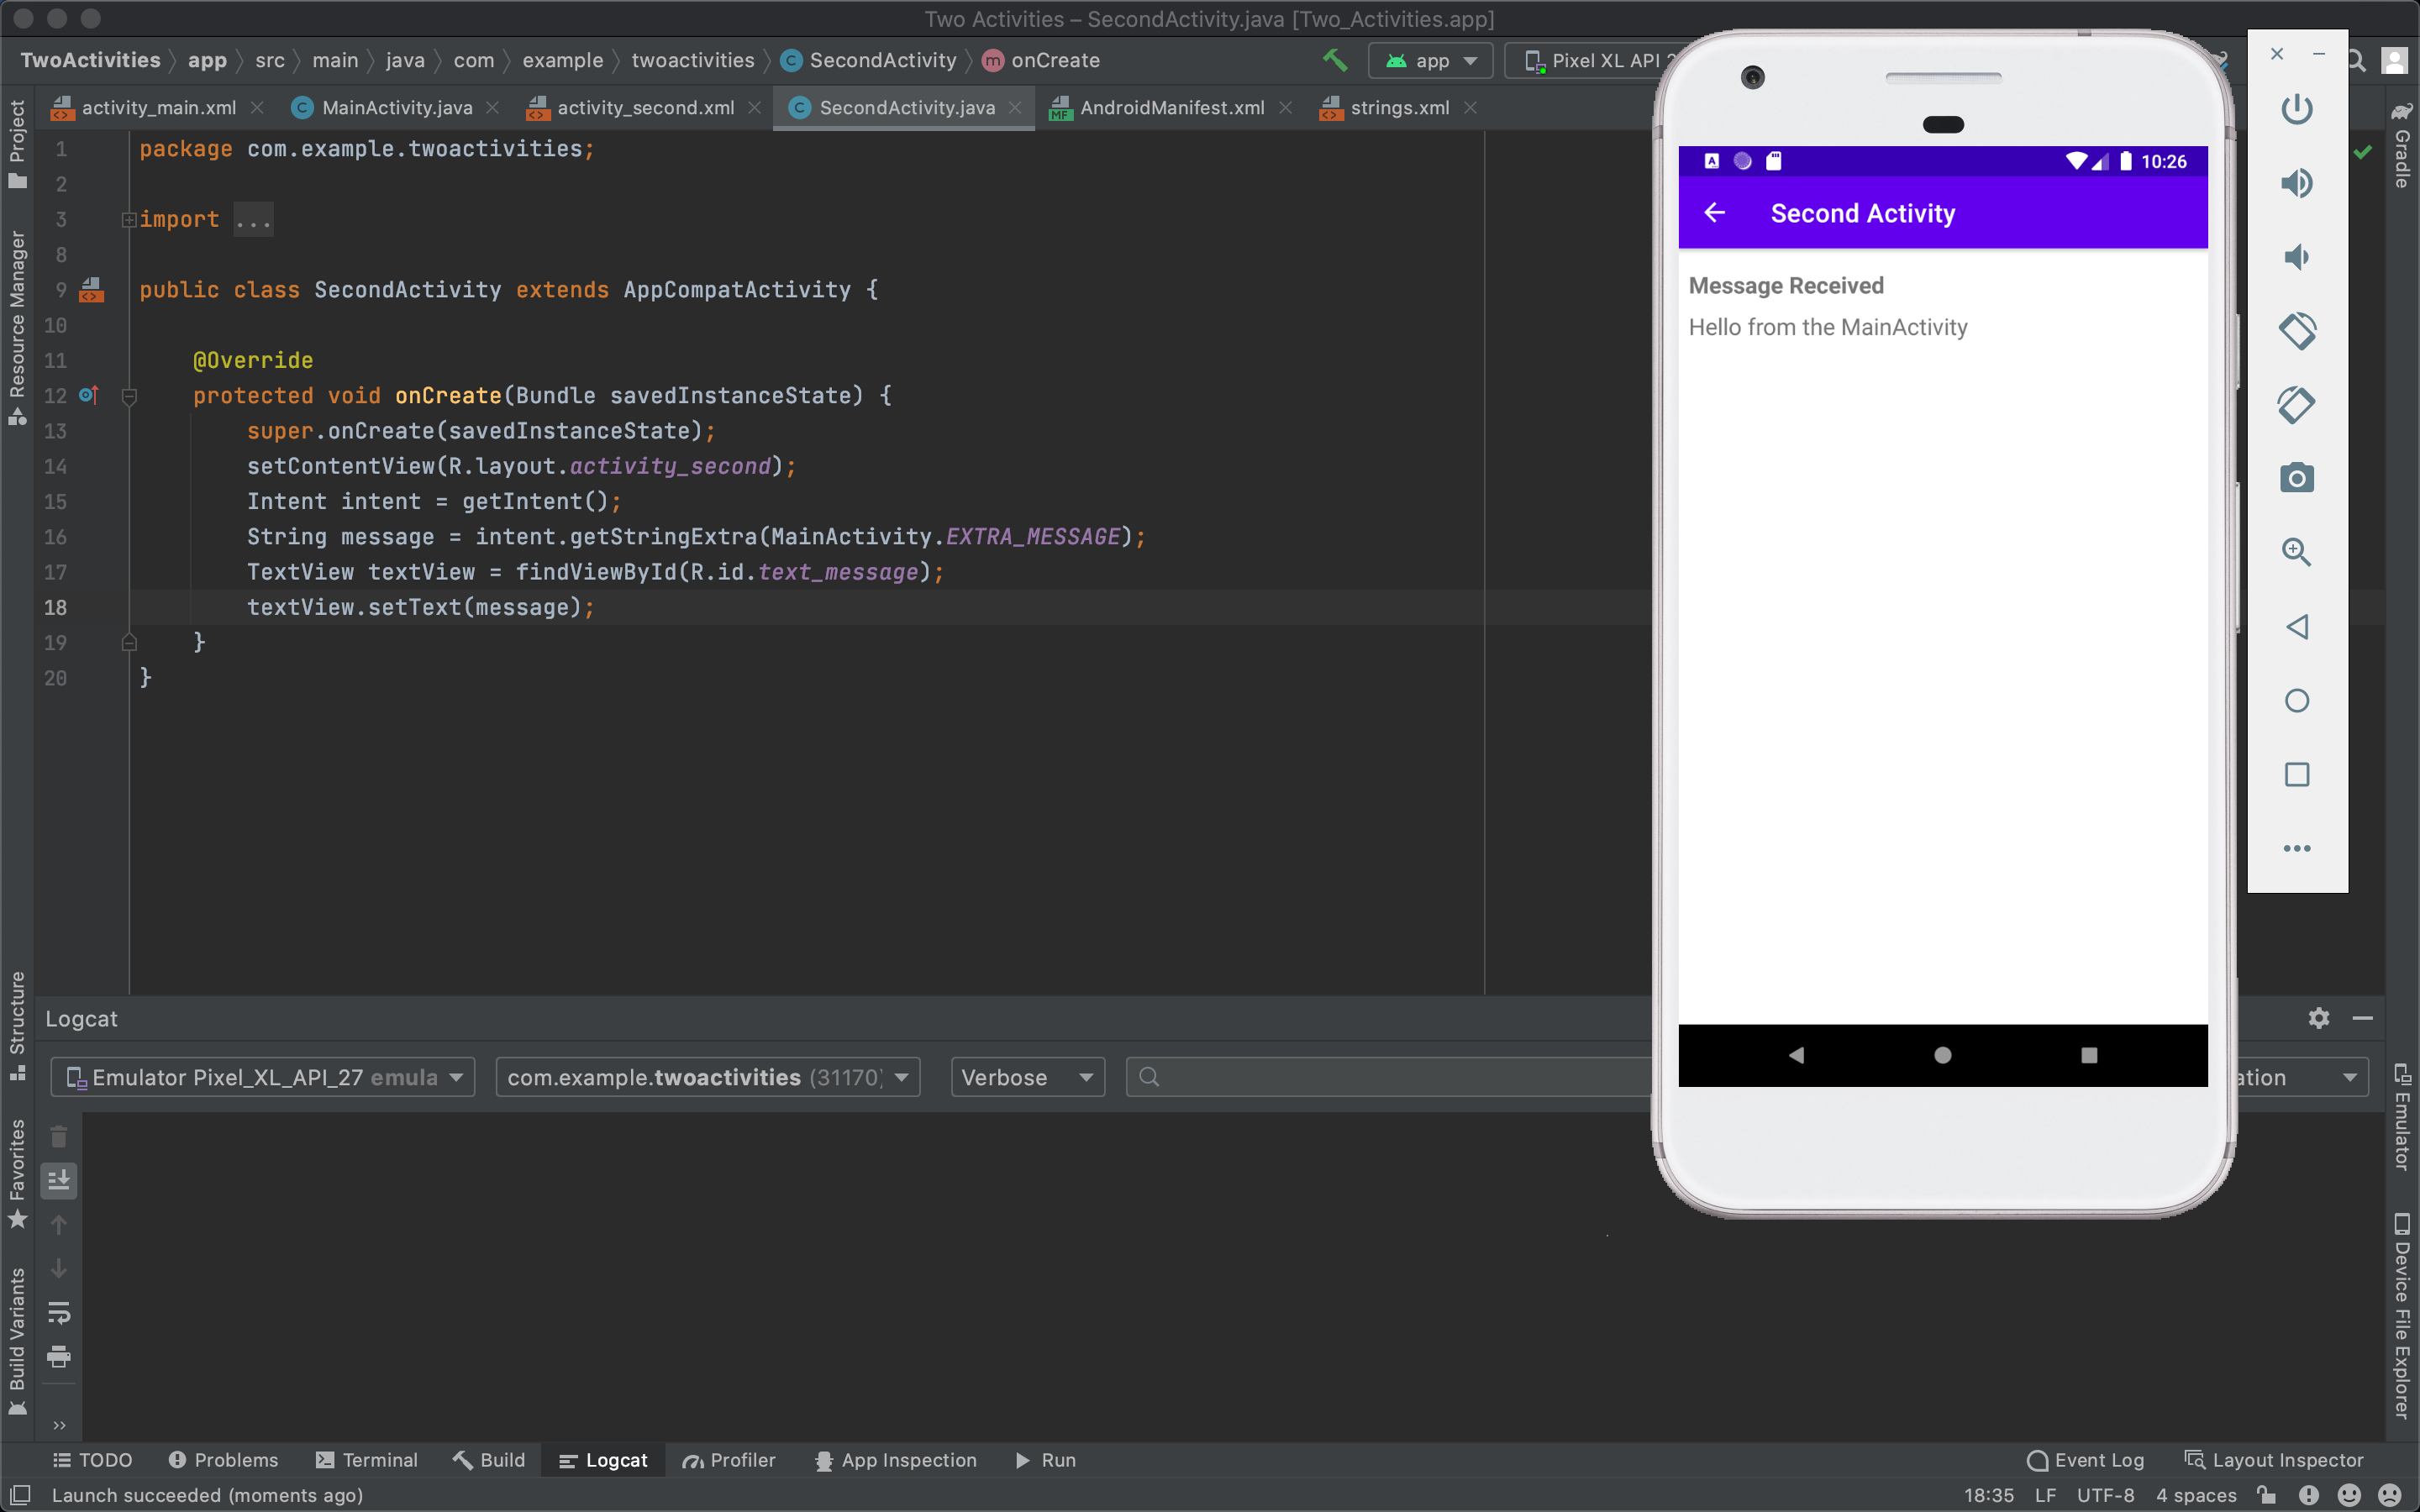 Two Activities – SecondActivity.java [Two_Activities.app]
TwoActivities app src main java com example twoactivities C SecondActivity m onCreate
app Pixel XL API
activity_main.xml MainActivity.java activity_second.xml SecondActivity.java AndroidManifest.xml strings.xml
1 package com.example.twoactivities;
2
3 import ...
8
9 public class SecondActivity extends AppCompatActivity {
10
11 @Override
12 protected void onCreate(Bundle savedInstanceState) {
13 super.onCreate(savedInstanceState);
14 setContentView(R.layout.activity_second);
15 Intent intent = getIntent();
16 String message = intent.getStringExtra(MainActivity.EXTRA_MESSAGE);
17 TextView textView = findViewById(R.id.text_message);
18 textView.setText(message);
19 }
20 }
Project
Resource Manager
Structure
Favorites
Build Variants
10:26
Second Activity
Message Received
Hello from the MainActivity
Gradle
Emulator
Device File Explorer
Logcat
Emulator Pixel_XL_API_27 emula com.example.twoactivities (31170) Verbose
TODO Problems Terminal Build Logcat Profiler App Inspection Run Event Log Layout Inspector
Launch succeeded (moments ago) 18:35 LF UTF-8 4 spaces